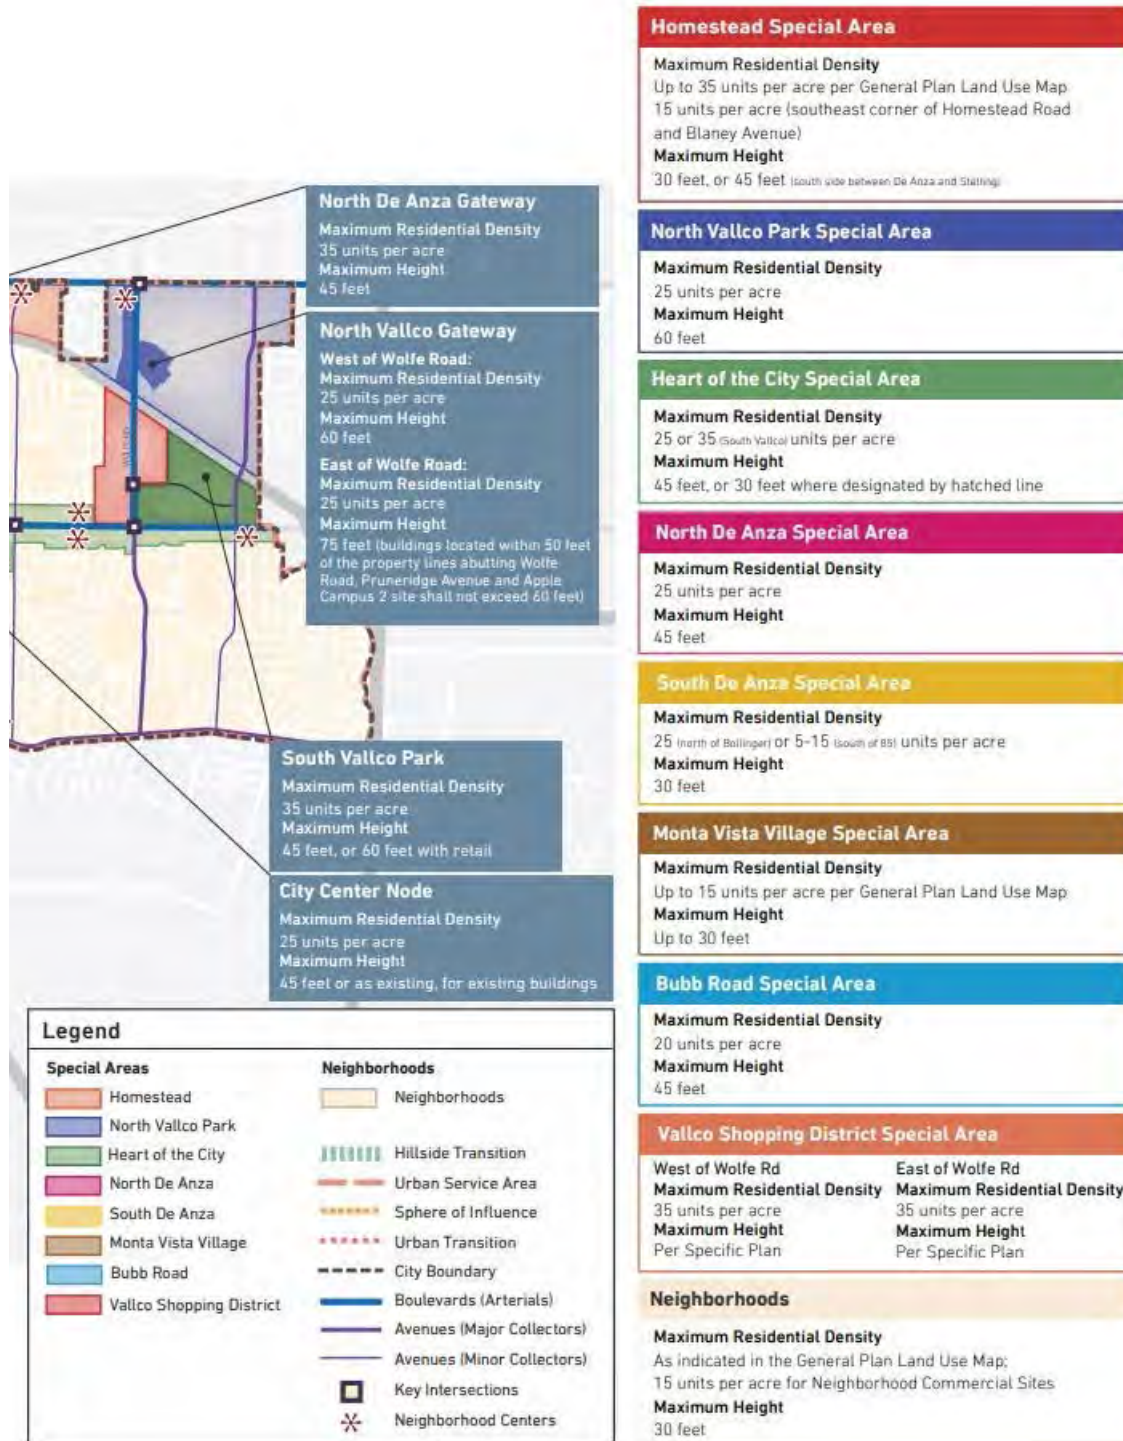 North De Anza Gateway
Maximum Residential Density
35 units per acre
Maximum Height
45 feet
North Vallco Gateway
West of Wolfe Road:
Maximum Residential Density
25 units per acre
Maximum Height
60 feet
East of Wolfe Road:
Maximum Residential Density
25 units per acre
Maximum Height
75 feet (buildings located within 50 feet
of the property lines abutting Wolfe
Road, Pruneridge Avenue and Apple
Campus 2 site shall not exceed 60 feet)
South Vallco Park
Maximum Residential Density
35 units per acre
Maximum Height
45 feet, or 60 feet with retail
City Center Node
Maximum Residential Density
25 units per acre
Maximum Height
45 feet or as existing, for existing buildings
Legend
Special Areas
Homestead
North Vallco Park
Heart of the City
North De Anza
South De Anza
Monta Vista Village
Bubb Road
Vallco Shopping District
Neighborhoods
Neighborhoods
Hillside Transition
Urban Service Area
Sphere of Influence
Urban Transition
City Boundary
Boulevards (Arterials)
Avenues (Major Collectors)
Avenues (Minor Collectors)
Key Intersections
Neighborhood Centers
Homestead Special Area
Maximum Residential Density
Up to 35 units per acre per General Plan Land Use Map
15 units per acre (southeast corner of Homestead Road
and Blaney Avenue)
Maximum Height
30 feet, or 45 feet (south side between De Anza and Stelling)
North Vallco Park Special Area
Maximum Residential Density
25 units per acre
Maximum Height
60 feet
Heart of the City Special Area
Maximum Residential Density
25 or 35 (South Vallco) units per acre
Maximum Height
45 feet, or 30 feet where designated by hatched line
North De Anza Special Area
Maximum Residential Density
25 units per acre
Maximum Height
45 feet
South De Anza Special Area
Maximum Residential Density
25 (north of Bollinger) or 5-15 (south of 85) units per acre
Maximum Height
30 feet
Monta Vista Village Special Area
Maximum Residential Density
Up to 15 units per acre per General Plan Land Use Map
Maximum Height
Up to 30 feet
Bubb Road Special Area
Maximum Residential Density
20 units per acre
Maximum Height
45 feet
Vallco Shopping District Special Area
West of Wolfe Rd
Maximum Residential Density
35 units per acre
Maximum Height
Per Specific Plan
East of Wolfe Rd
Maximum Residential Density
35 units per acre
Maximum Height
Per Specific Plan
Neighborhoods
Maximum Residential Density
As indicated in the General Plan Land Use Map;
15 units per acre for Neighborhood Commercial Sites
Maximum Height
30 feet